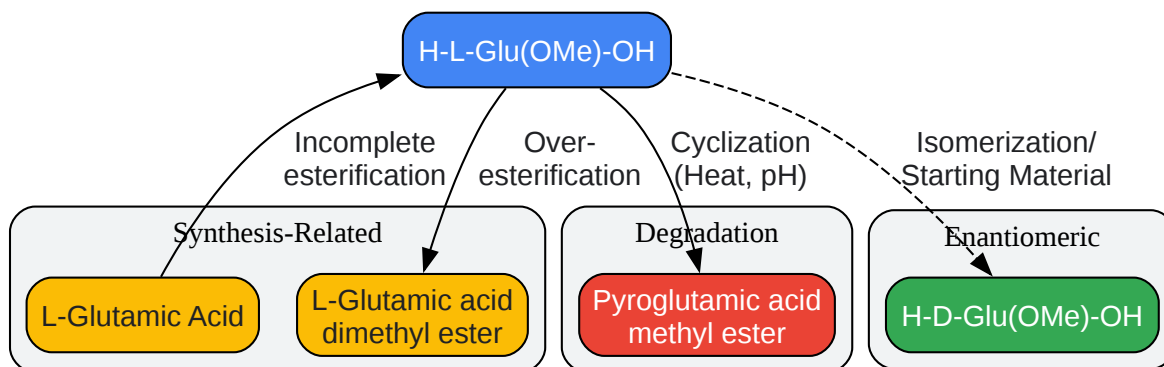 H-L-Glu(OMe)-OH
Incomplete
esterification
Over-
esterification
Cyclization
(Heat, pH)
Isomerization/
Starting Material
Synthesis-Related
Degradation
Enantiomeric
L-Glutamic Acid
L-Glutamic acid
dimethyl ester
Pyroglutamic acid
methyl ester
H-D-Glu(OMe)-OH